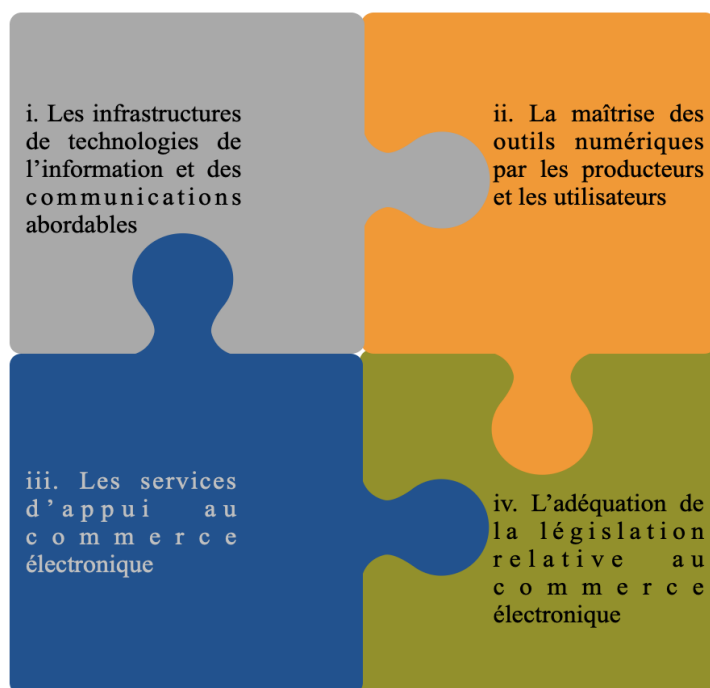 i. Les infrastructures
de technologies de
l’information et des
communications
abordables
ii. La maîtrise des
outils numériques
par les producteurs
et les utilisateurs
iii. Les services
d’appui au
commerce
électronique
iv. L’adéquation de
la législation
relative au
commerce
électronique